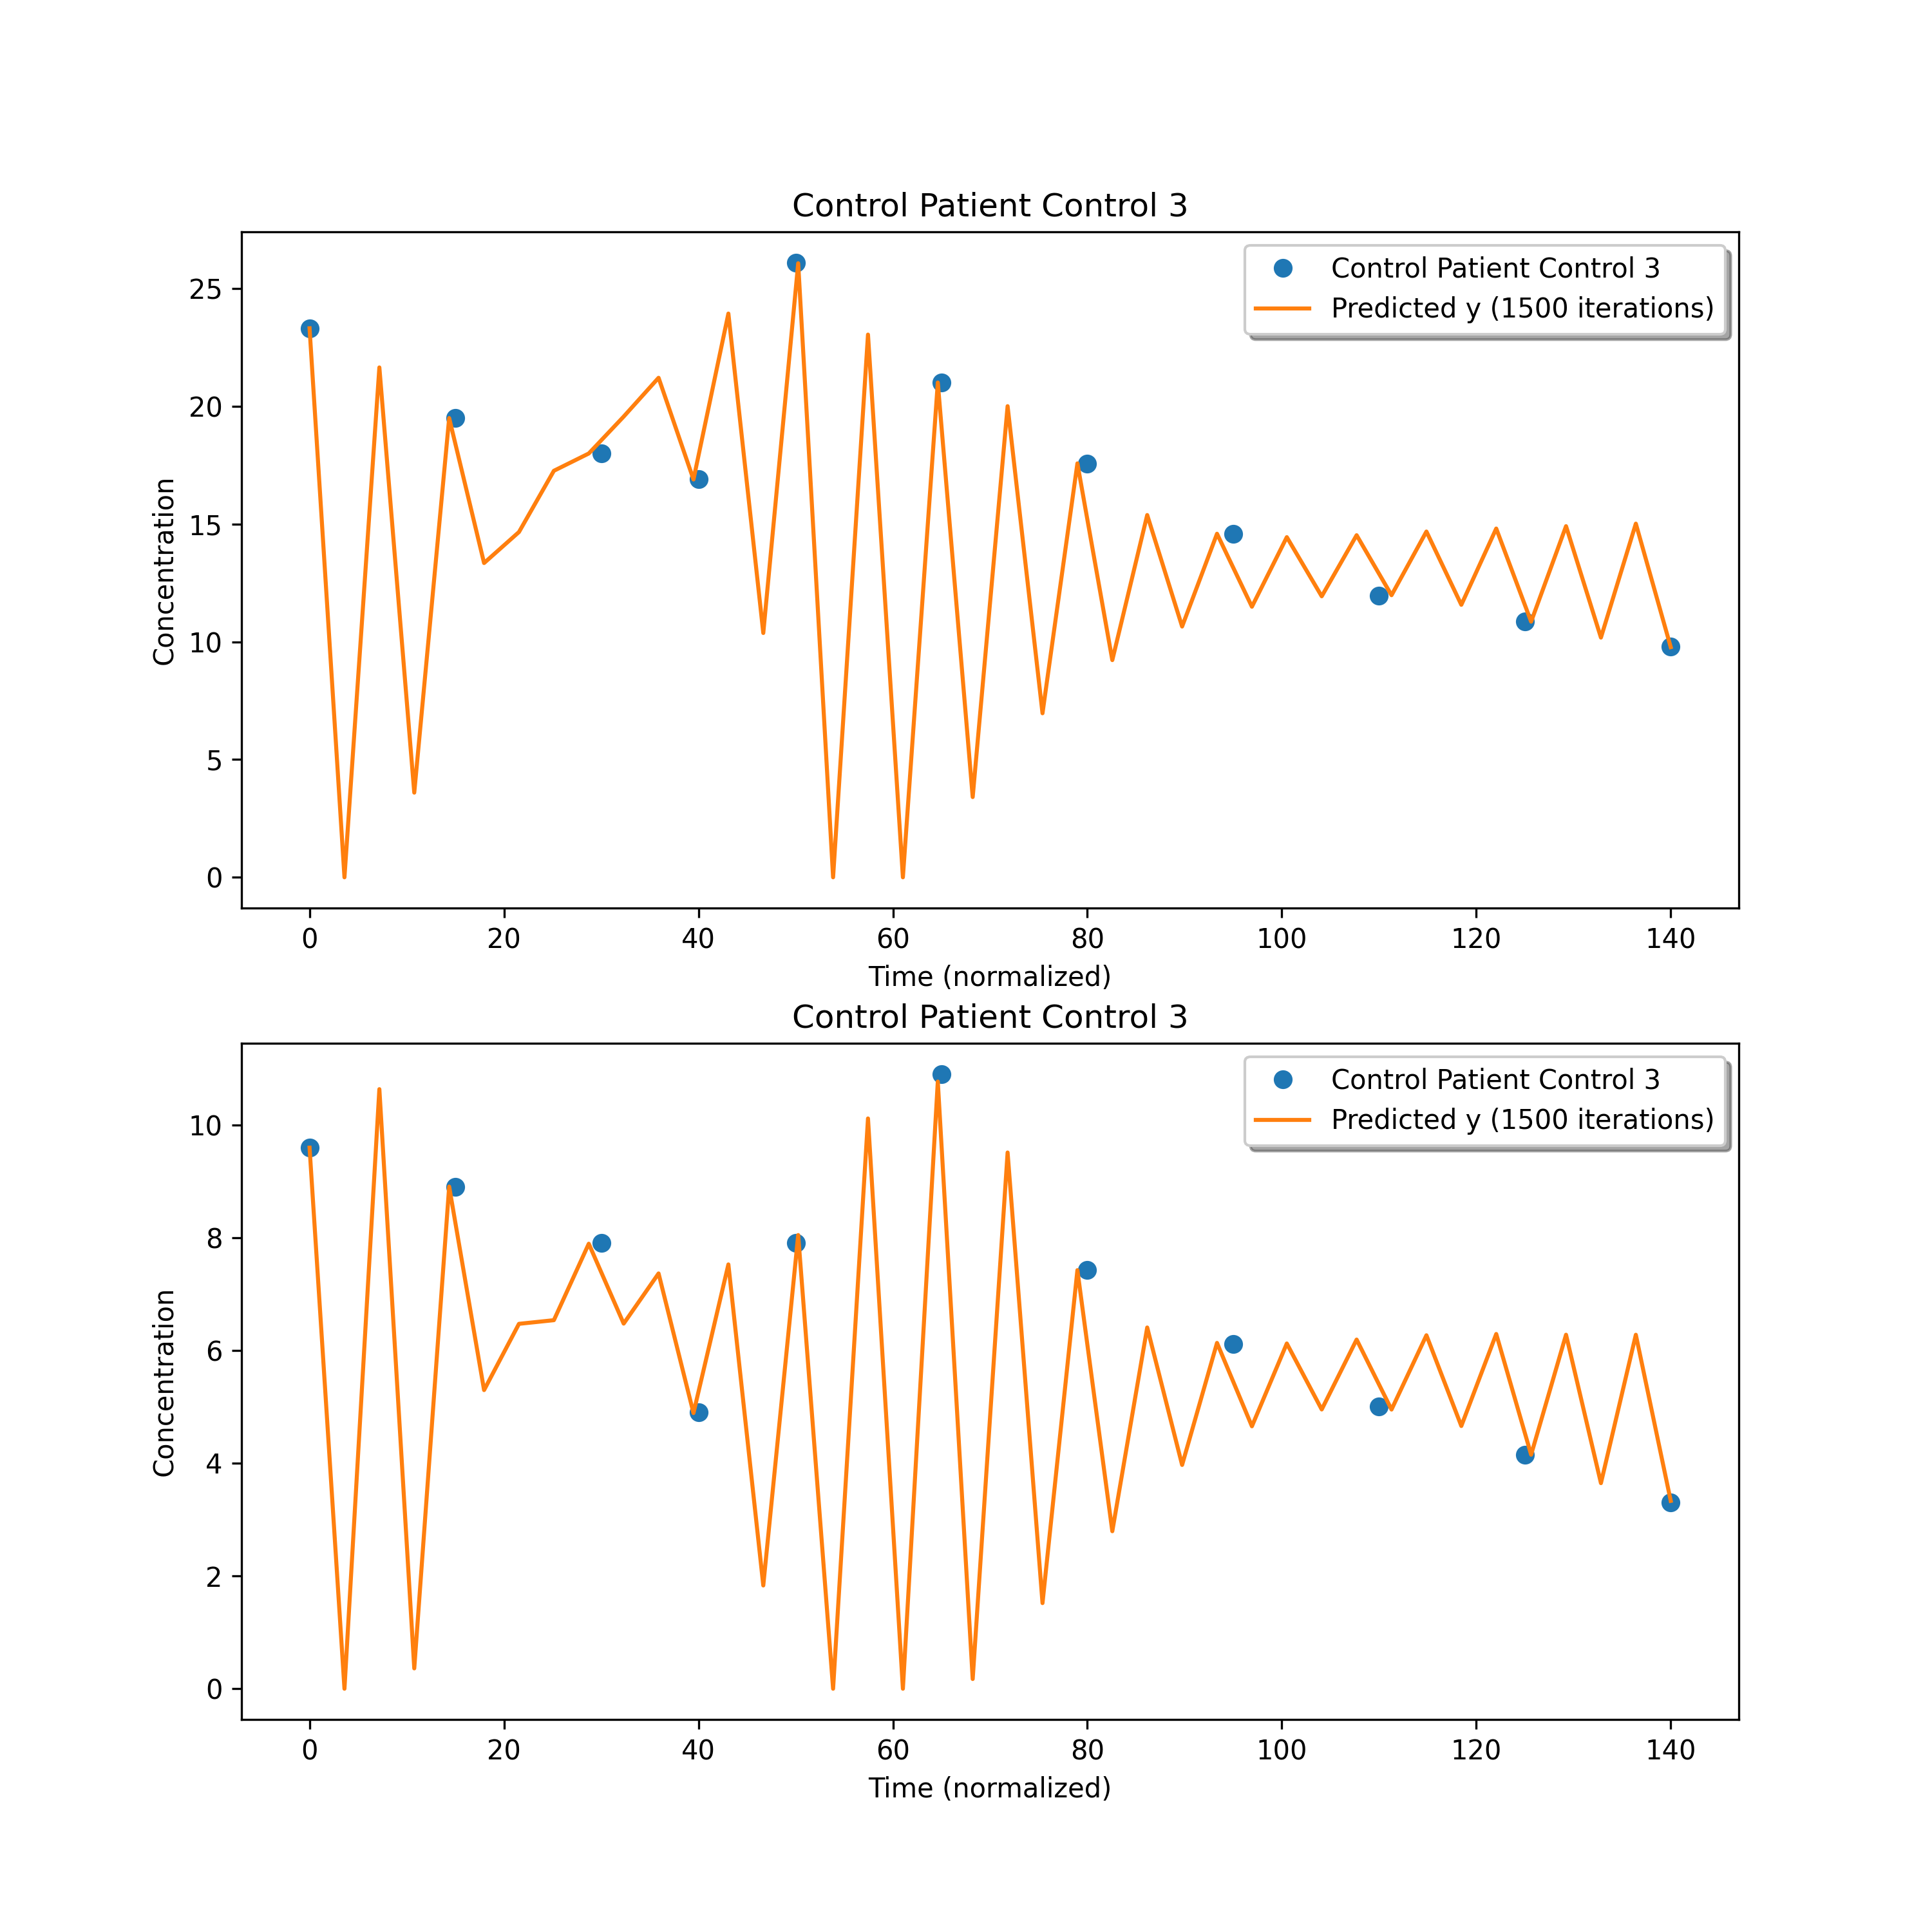 Control Patient Control 3
Control Patient Control 3
Predicted y (1500 iterations)
25
20
15
10
5
0
Concentration
0 20 40 60 80 100 120 140
Time (normalized)
Control Patient Control 3
Control Patient Control 3
Predicted y (1500 iterations)
10
8
6
4
2
0
Concentration
0 20 40 60 80 100 120 140
Time (normalized)